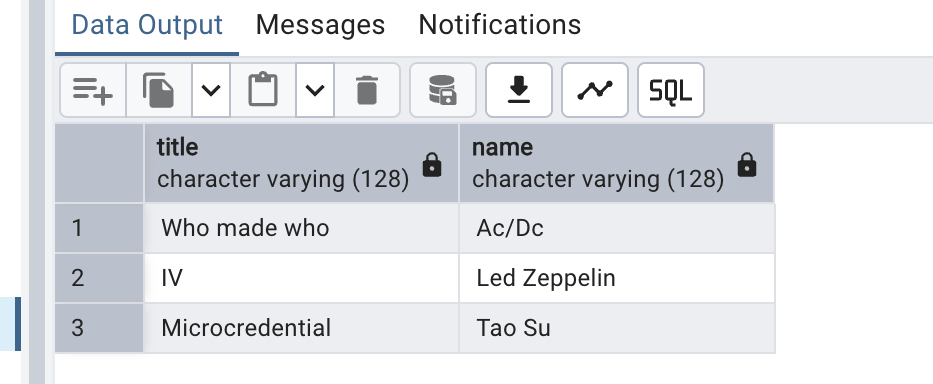 Data Output Messages Notifications
SQL
title name
character varying (128) character varying (128)
1 Who made who Ac/Dc
2 IV Led Zeppelin
3 Microcredential Tao Su